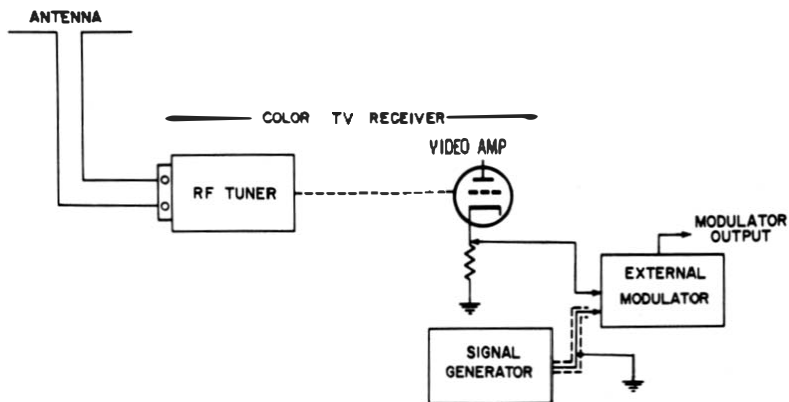 ANTENNA
COLOR TV RECEIVER
VIDEO AMP
RF TUNER
MODULATOR
OUTPUT
EXTERNAL
MODULATOR
SIGNAL
GENERATOR